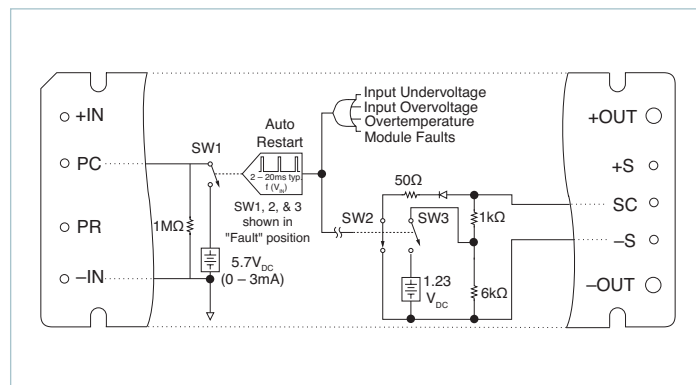 +IN
PC
PR
–IN
SW1
1MΩ
5.7V DC
(0 – 3mA)
Auto
Restart
2 – 20ms typ.
f (VIN)
SW1, 2, & 3
shown in
"Fault" position
Input Undervoltage
Input Overvoltage
Overtemperature
Module Faults
50Ω
SW2
SW3
1kΩ
1.23
VDC
6kΩ
+OUT
+S
SC
–S
–OUT